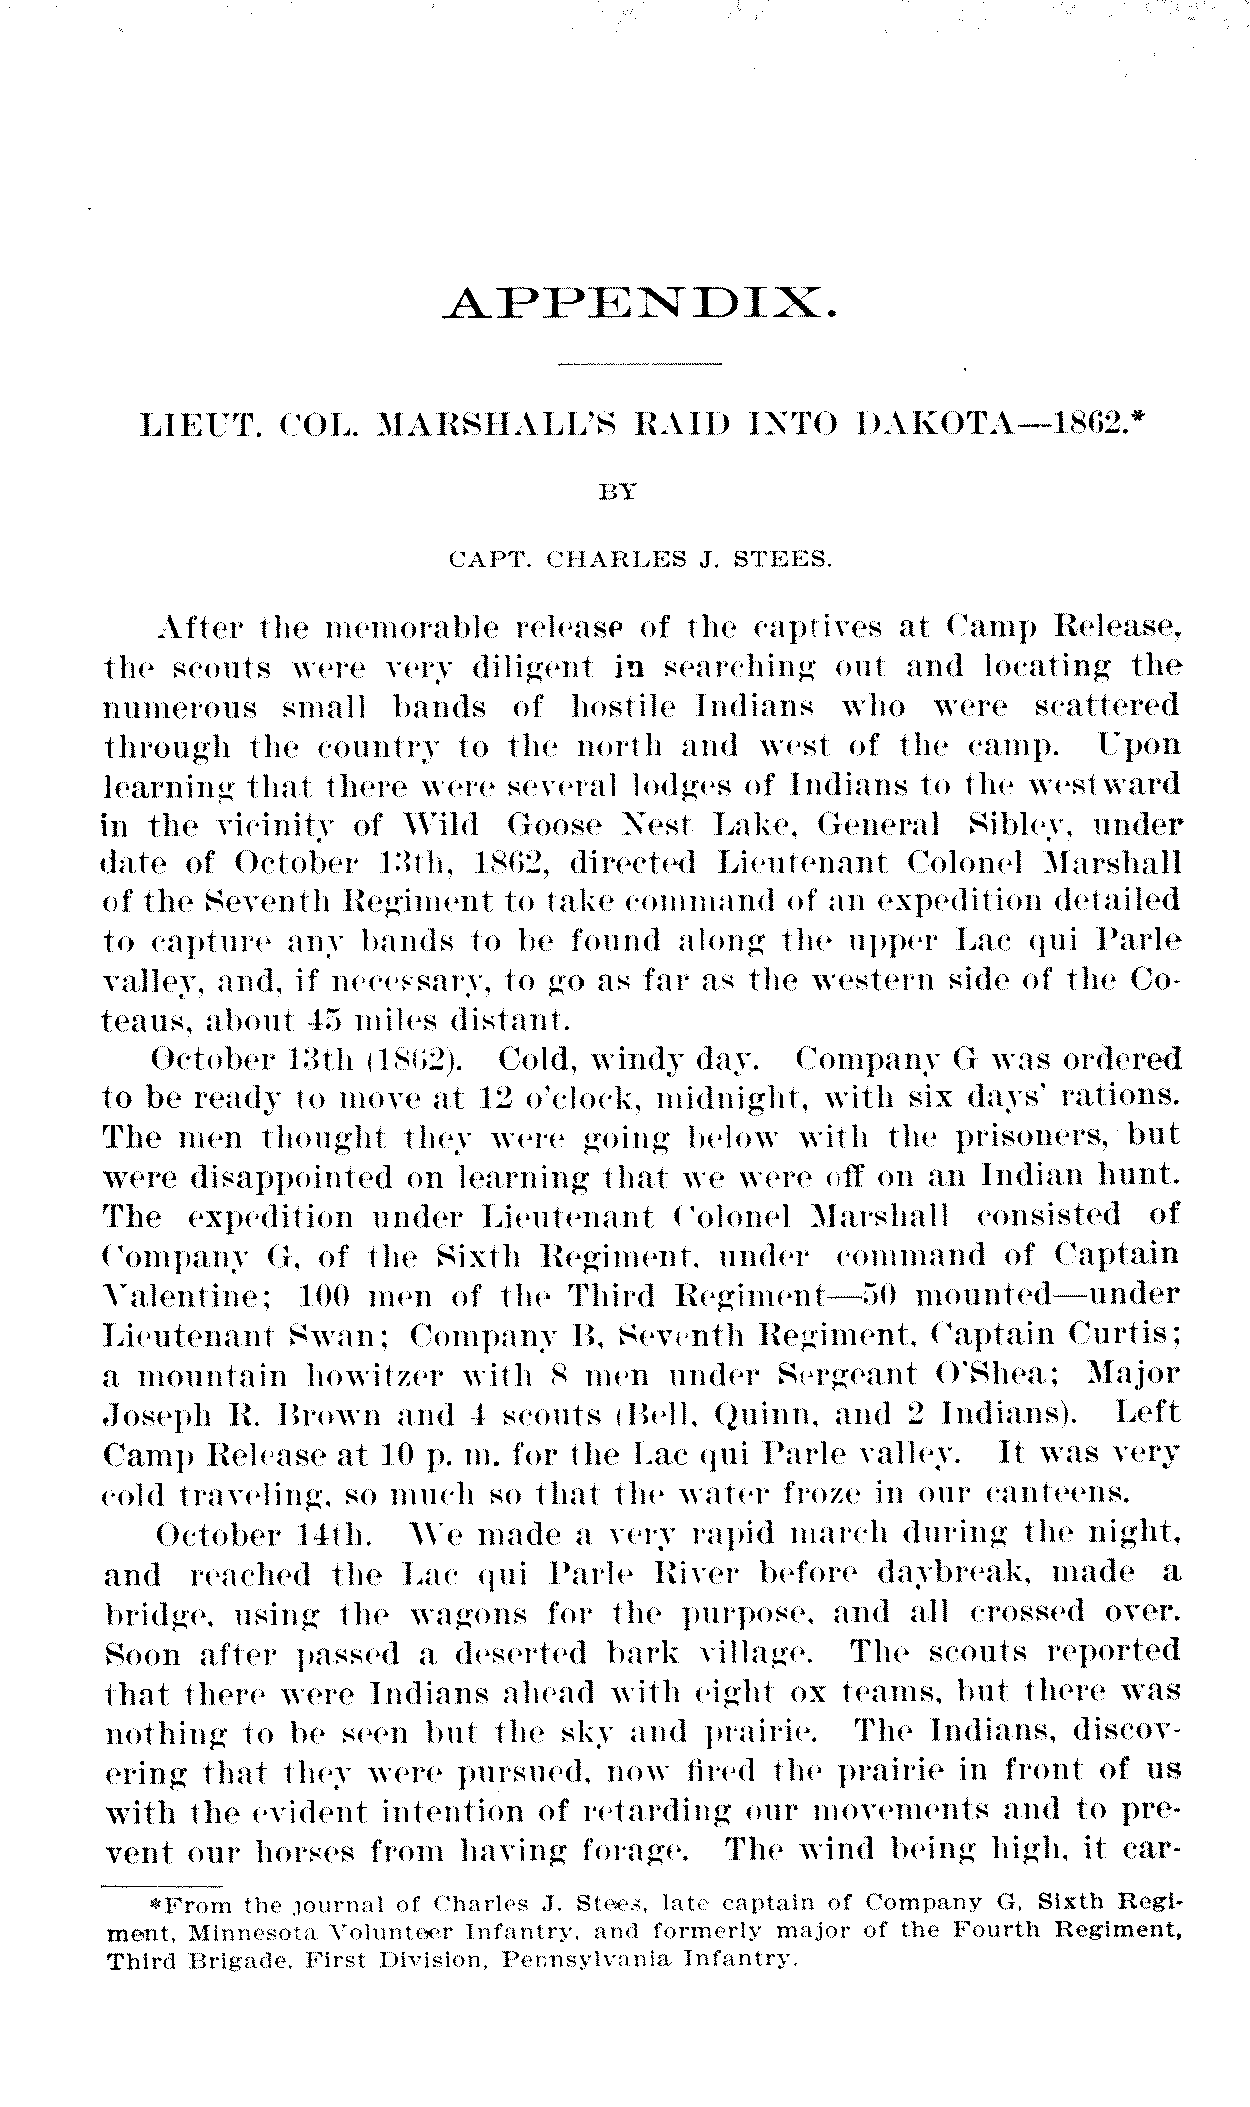 APPENDIX.
LIEUT. COL. MARSHALL'S RAID INTO DAKOTA—1862.*
BY
CAPT. CHARLES J. STEES.
After the memorable release of the captives at Camp Release,
the scouts were very diligent in searching out and locating the
numerous small bands of hostile Indians who were scattered
through the country to the north and west of the camp. Upon
learning that there were several lodges of Indians to the westward
in the vicinity of Wild Goose Nest Lake, General Sibley, under
date of October 13th, 1862, directed Lieutenant Colonel Marshall
of the Seventh Regiment to take command of an expedition detailed
to capture any bands to be found along the upper Lac qui Parle
valley, and, if necessary, to go as far as the western side of the Co-
teaus, about 45 miles distant.
October 13th (1862). Cold, windy day. Company G was ordered
to be ready to move at 12 o'clock, midnight, with six days' rations.
The men thought they were going below with the prisoners, but
were disappointed on learning that we were off on an Indian hunt.
The expedition under Lieutenant Colonel Marshall consisted of
Company G, of the Sixth Regiment, under command of Captain
Valentine; 100 men of the Third Regiment—50 mounted—under
Lieutenant Swan; Company B, Seventh Regiment, Captain Curtis;
a mountain howitzer with 8 men under Sergeant O'Shea; Major
Joseph R. Brown and 4 scouts (Bell, Quinn, and 2 Indians). Left
Camp Release at 10 p. m. for the Lac qui Parle valley. It was very
cold traveling, so much so that the water froze in our canteens.
October 14th. We made a very rapid march during the night,
and reached the Lac qui Parle River before daybreak, made a
bridge, using the wagons for the purpose, and all crossed over.
Soon after passed a deserted bark village. The scouts reported
that there were Indians ahead with eight ox teams, but there was
nothing to be seen but the sky and prairie. The Indians, discov-
ering that they were pursued, now fired the prairie in front of us
with the evident intention of retarding our movements and to pre-
vent our horses from having forage. The wind being high, it car-
*From the journal of Charles J. Stees, late captain of Company G, Sixth Regi-
ment, Minnesota Volunteer Infantry, and formerly major of the Fourth Regiment,
Third Brigade, First Division, Pennsylvania Infantry.